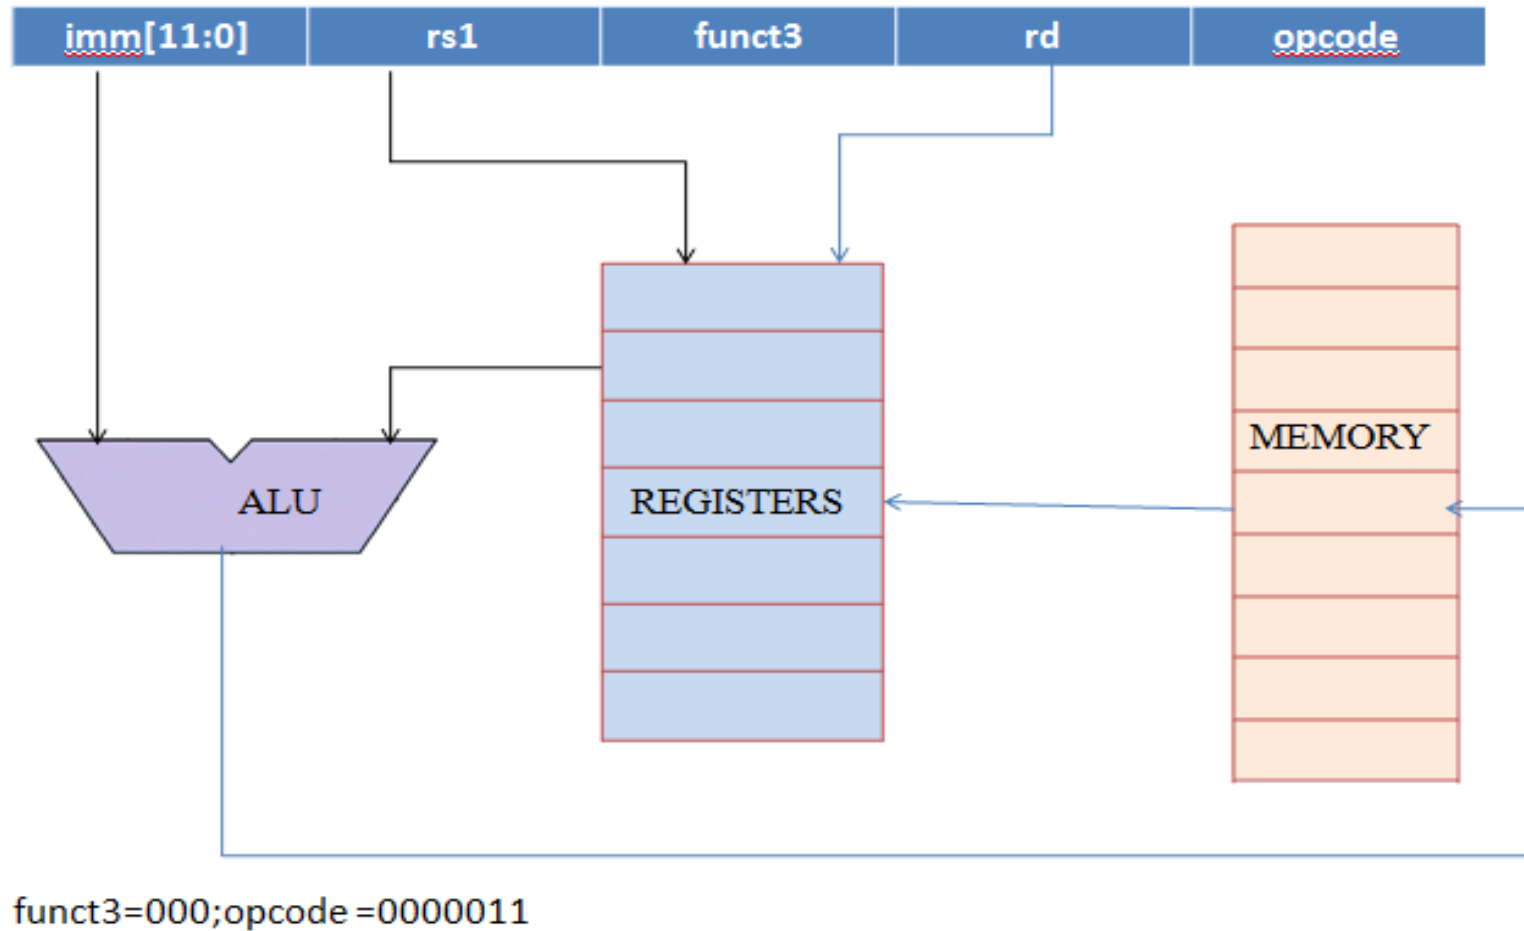 imm[11:0] rs1 funct3 rd opcode
MEMORY
ALU REGISTERS
funct3=000;opcode =0000011